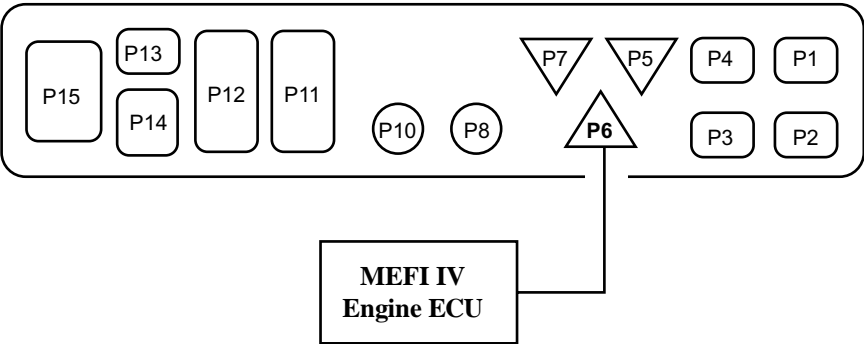 P15
P13
P14
P12
P11
P10
P8
P7
P5
P6
P4
P1
P3
P2
MEFI IV
Engine ECU